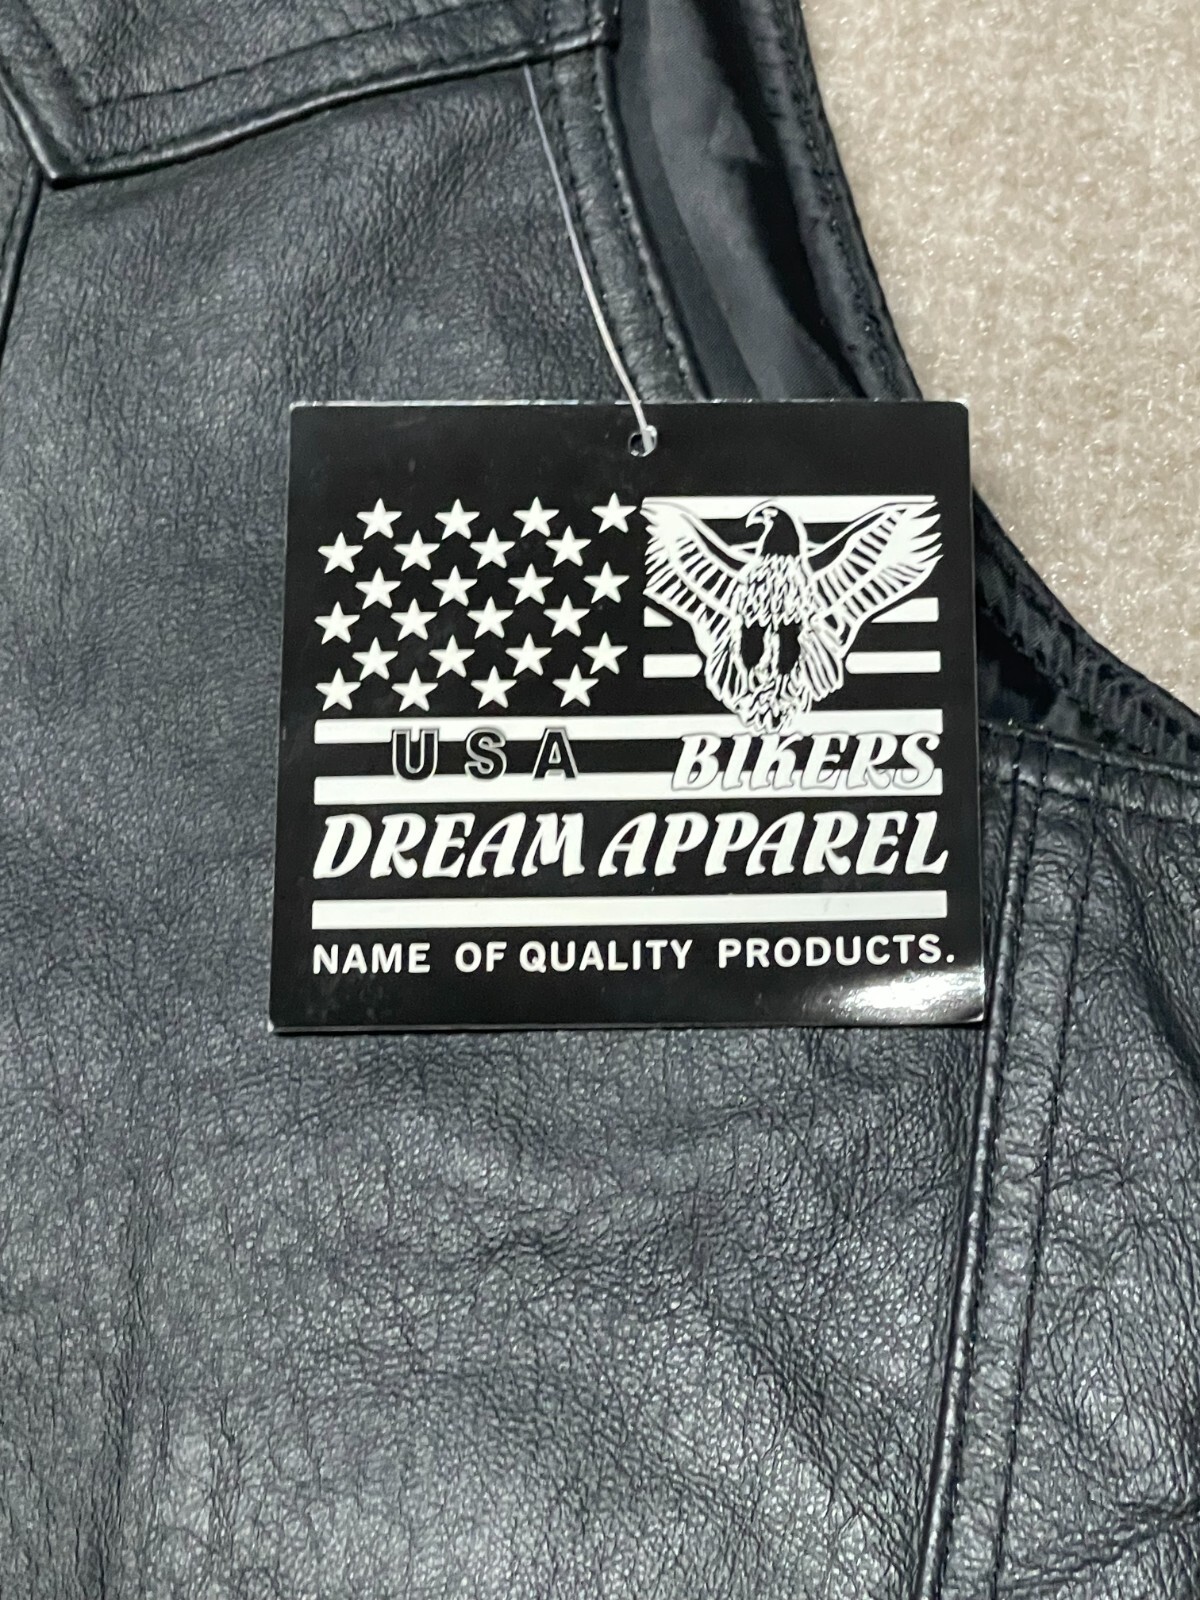 USA BIKERS
DREAM APPAREL
NAME OF QUALITY PRODUCTS.